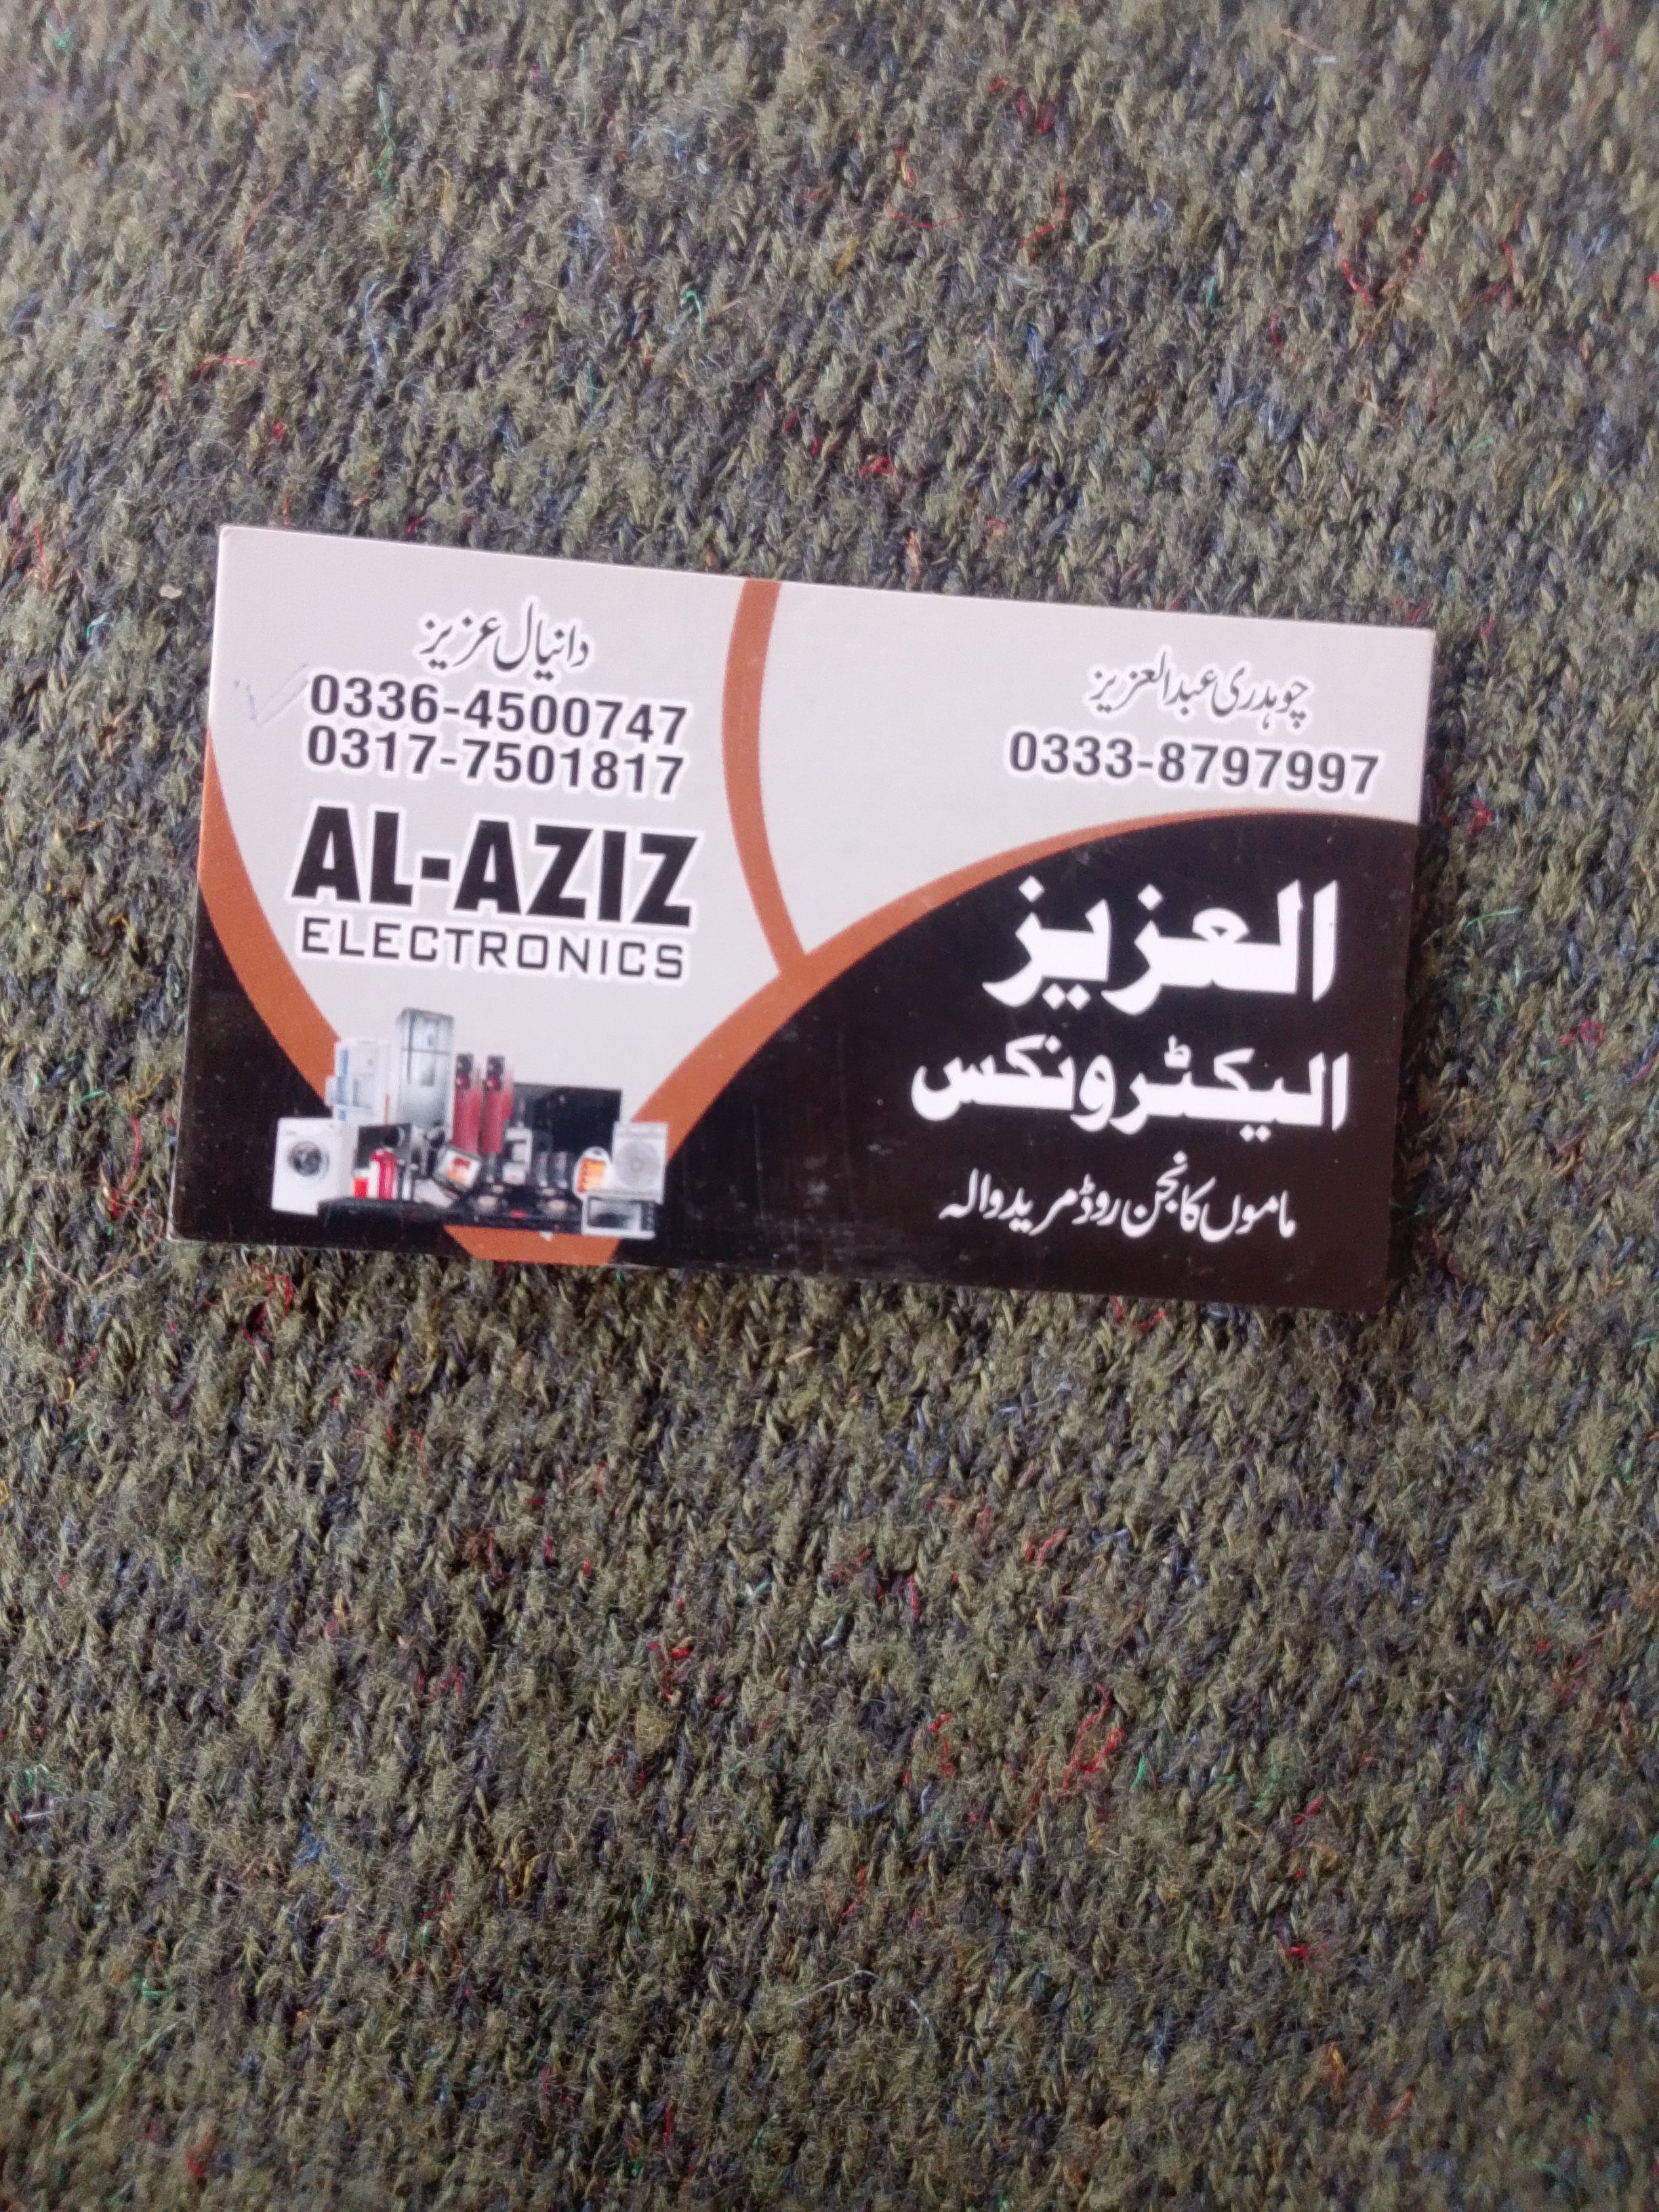 دانیال عزیز
0336-4500747
0317-7501817
AL-AZIZ
ELECTRONICS
چوہدری عبدالعزیز
0333-8797997
العزیز
الیکٹرونکس
ماموں کانجن روڈ مریدوالہ